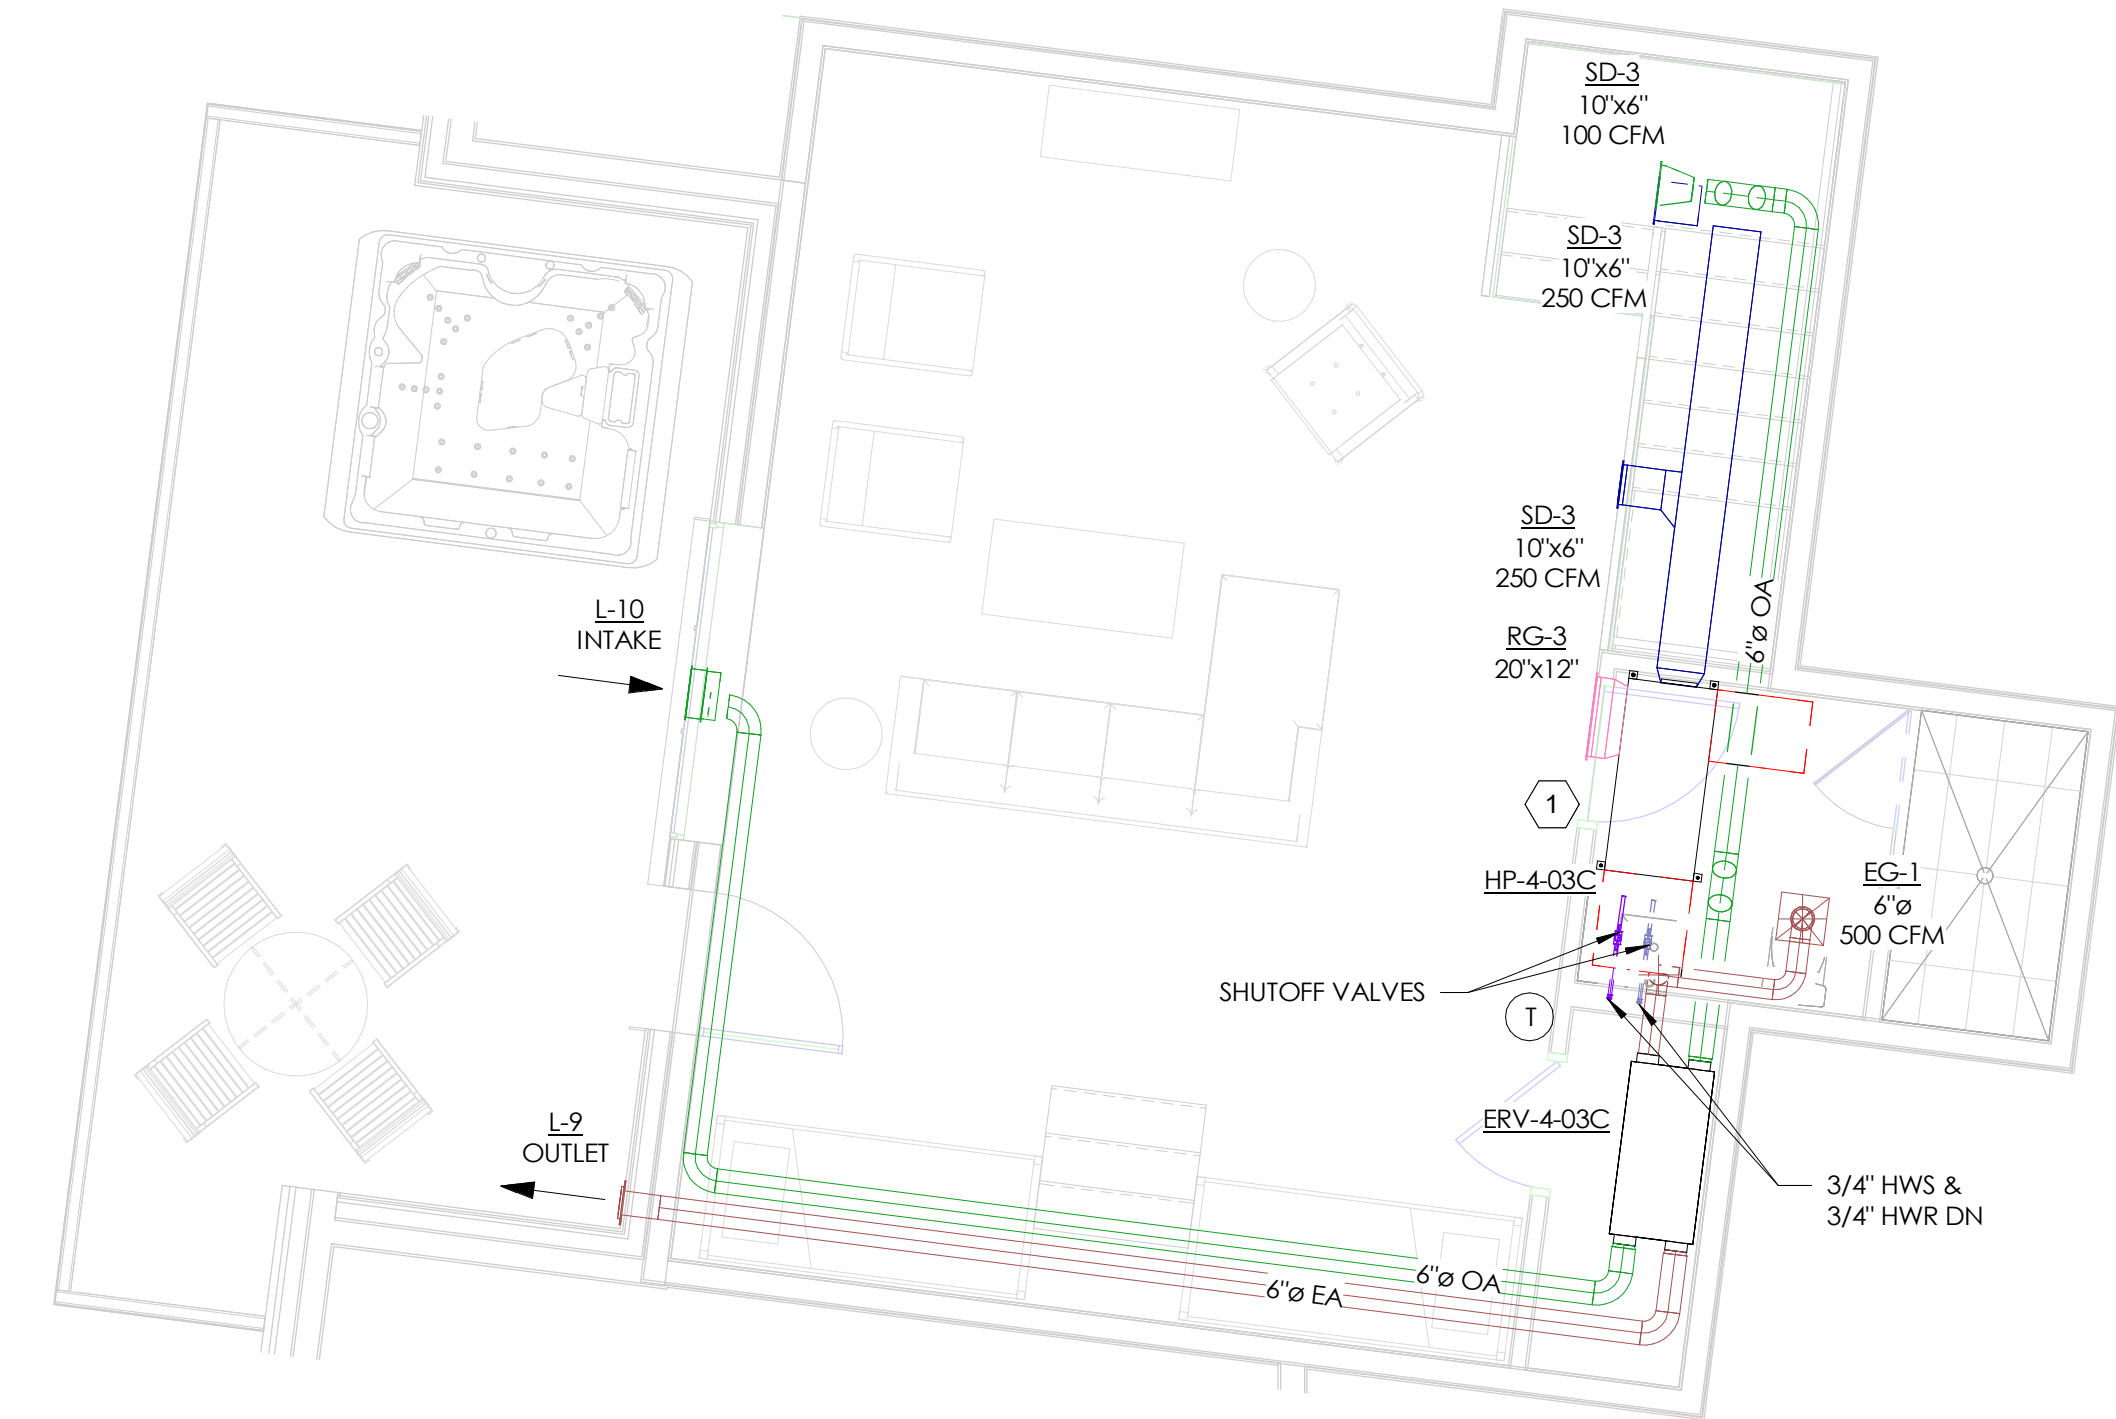 SD-3
10"x6"
100 CFM
SD-3
10"x6"
250 CFM
SD-3
10"x6"
250 CFM
6"ø OA
L-10
INTAKE
RG-3
20"x12"
1
HP-4-03C
EG-1
6"ø
500 CFM
SHUTOFF VALVES
T
L-9
OUTLET
ERV-4-03C
3/4" HWS &
3/4" HWR DN
6"ø OA
6"ø EA